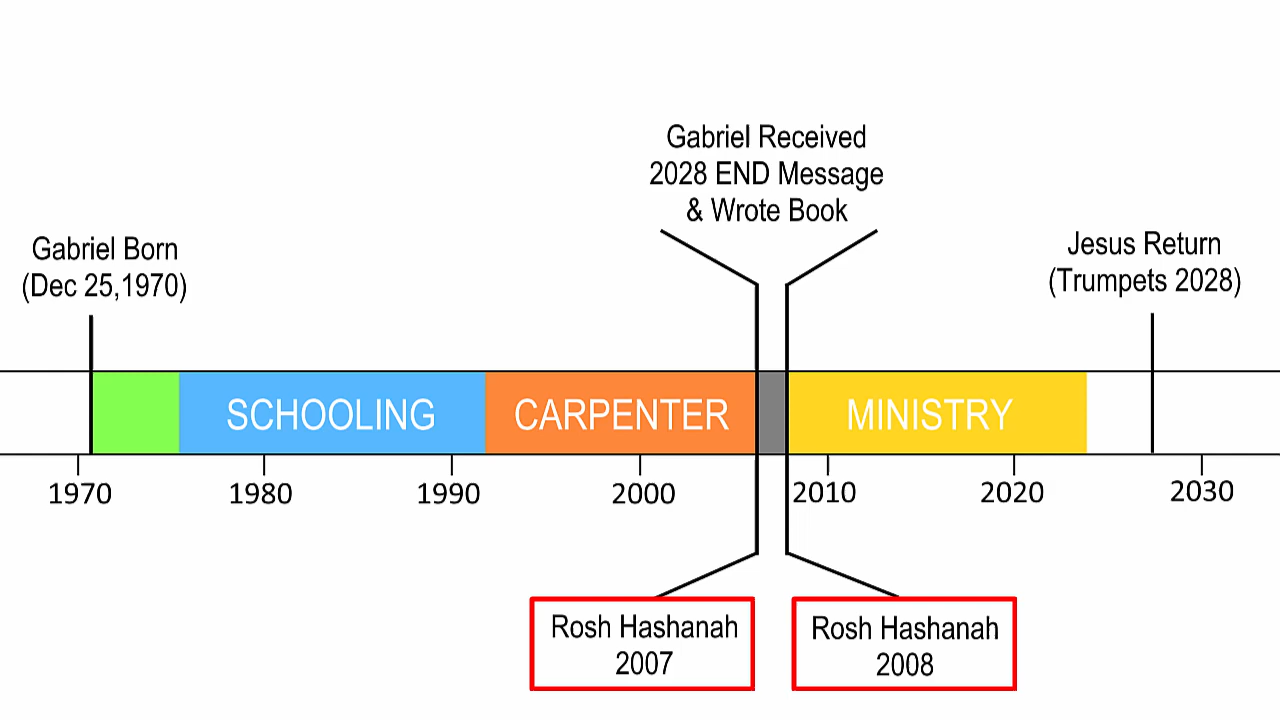 Gabriel Received
2028 END Message
& Wrote Book
Gabriel Born
(Dec 25,1970)
Jesus Return
(Trumpets 2028)
SCHOOLING
CARPENTER
MINISTRY
1970
1980
1990
2000
2010
2020
2030
Rosh Hashanah
2007
Rosh Hashanah
2008